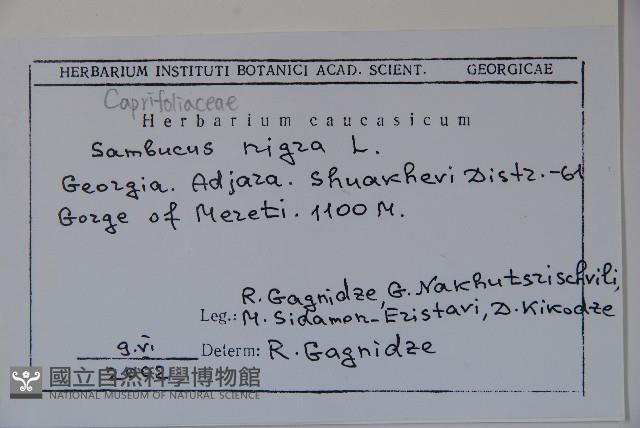 HERBARIUM INSTITUTI BOTANICI ACAD. SCIENT. GEORGICAE
Caprifoliaceae
Herbarium caucasicum
Sambucus nigra L.
Georgia. Adjara. Shuakhevi Distr.-61
Gorge of Mereti. 1100 M.
R. Gagnidze, G. Nakhutsrischvili,
Leg.: M. Sidamon-Eristavi, D. Kikodze
9.VI
Determ: R. Gagnidze
2002
國立自然科學博物館
NATIONAL MUSEUM OF NATURAL SCIENCE